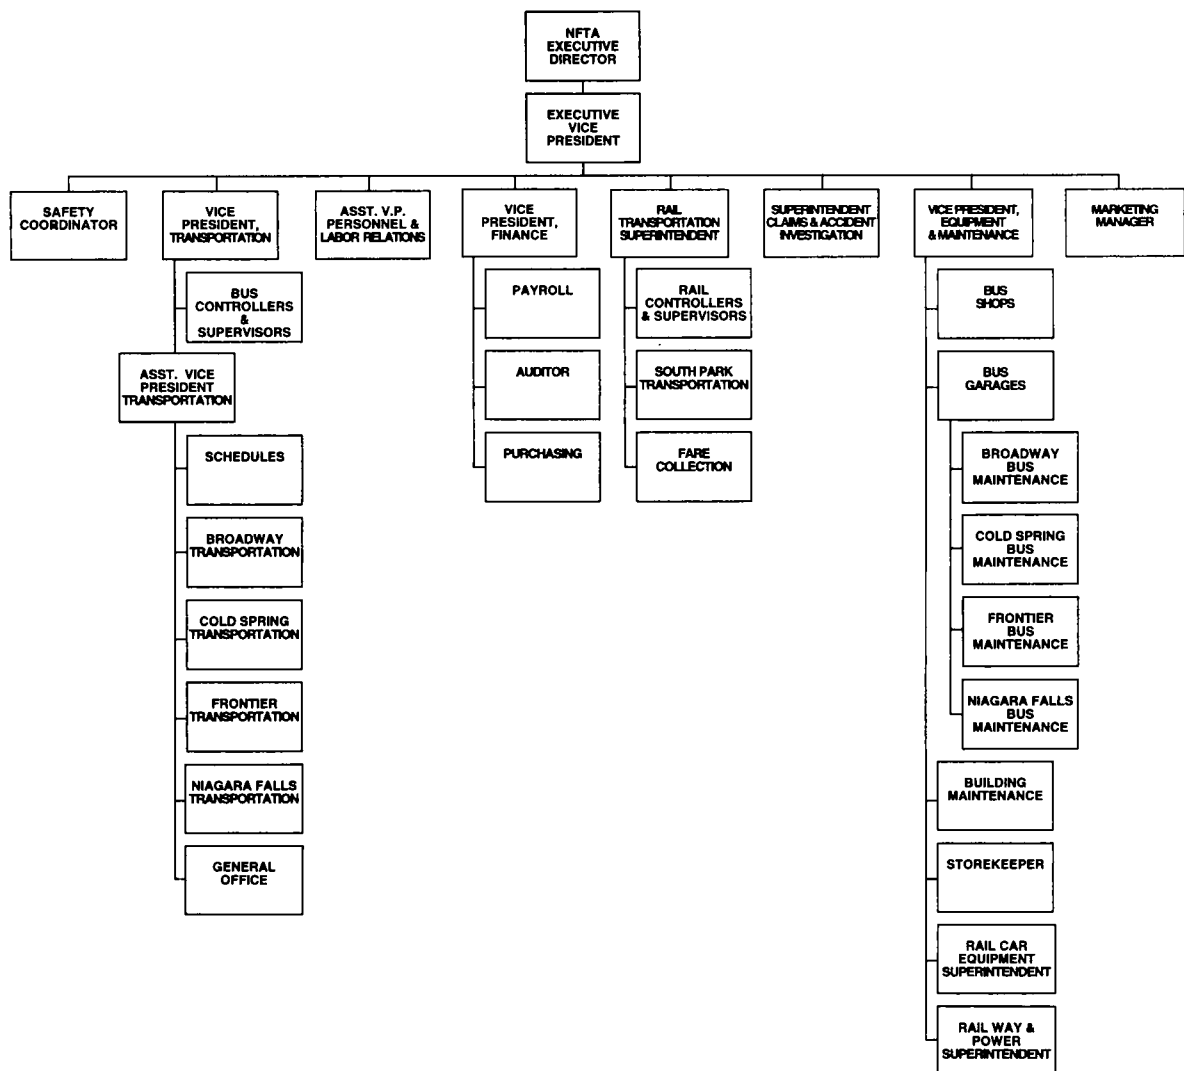 NFTA
EXECUTIVE
DIRECTOR
EXECUTIVE
VICE
PRESIDENT
SAFETY
COORDINATOR
VICE
PRESIDENT,
TRANSPORTATION
ASST. V.P.
PERSONNEL &
LABOR RELATIONS
VICE
PRESIDENT,
FINANCE
RAIL
TRANSPORTATION
SUPERINTENDENT
SUPERINTENDENT
CLAIMS & ACCIDENT
INVESTIGATION
VICE PRESIDENT,
EQUIPMENT
& MAINTENANCE
MARKETING
MANAGER
BUS
CONTROLLERS
&
SUPERVISORS
ASST. VICE
PRESIDENT
TRANSPORTATION
SCHEDULES
BROADWAY
TRANSPORTATION
COLD SPRING
TRANSPORTATION
FRONTIER
TRANSPORTATION
NIAGARA FALLS
TRANSPORTATION
GENERAL
OFFICE
PAYROLL
AUDITOR
PURCHASING
RAIL
CONTROLLERS
& SUPERVISORS
SOUTH PARK
TRANSPORTATION
FARE
COLLECTION
BUS
SHOPS
BUS
GARAGES
BROADWAY
BUS
MAINTENANCE
COLD SPRING
BUS
MAINTENANCE
FRONTIER
BUS
MAINTENANCE
NIAGARA FALLS
BUS
MAINTENANCE
BUILDING
MAINTENANCE
STOREKEEPER
RAIL CAR
EQUIPMENT
SUPERINTENDENT
RAIL WAY &
POWER
SUPERINTENDENT